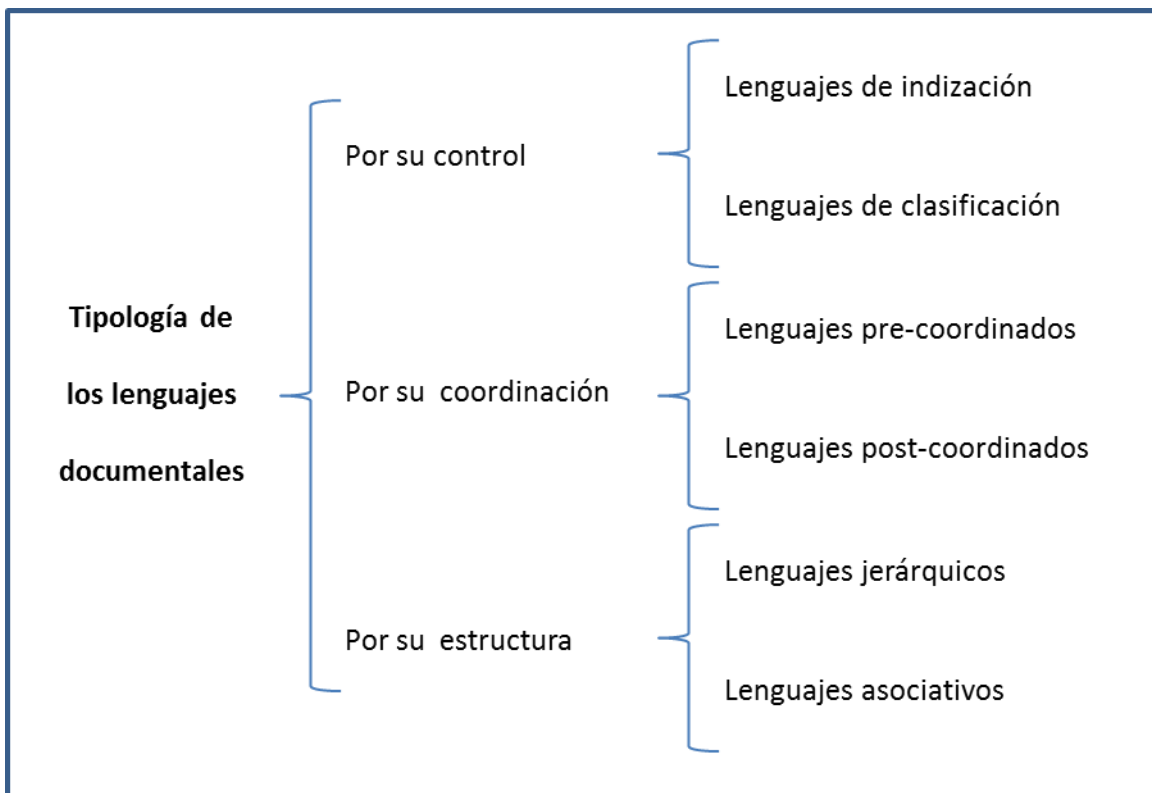 Tipología de
los lenguajes
documentales
Por su control
Lenguajes de indización
Lenguajes de clasificación
Por su coordinación
Lenguajes pre-coordinados
Lenguajes post-coordinados
Por su estructura
Lenguajes jerárquicos
Lenguajes asociativos